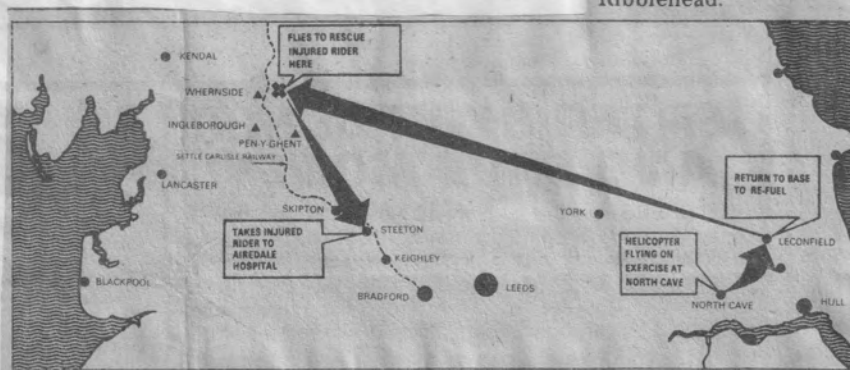 Ribblehead.
FLIES TO RESCUE
INJURED RIDER
HERE
KENDAL
WHERNSIDE
INGLEBOROUGH
PEN-Y-GHENT
SETTLE CARLISLE RAILWAY
LANCASTER
SKIPTON
TAKES INJURED
RIDER TO
AIREDALE
HOSPITAL
STEETON
KEIGHLEY
BLACKPOOL
BRADFORD
LEEDS
YORK
RETURN TO BASE
TO RE-FUEL
LECONFIELD
HELICOPTER
FLYING ON
EXERCISE AT
NORTH CAVE
NORTH CAVE
HULL